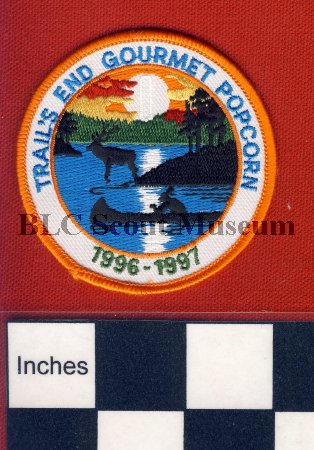 TRAIL'S END GOURMET POPCORN
BLC Scout Museum
1996-1997
Inches